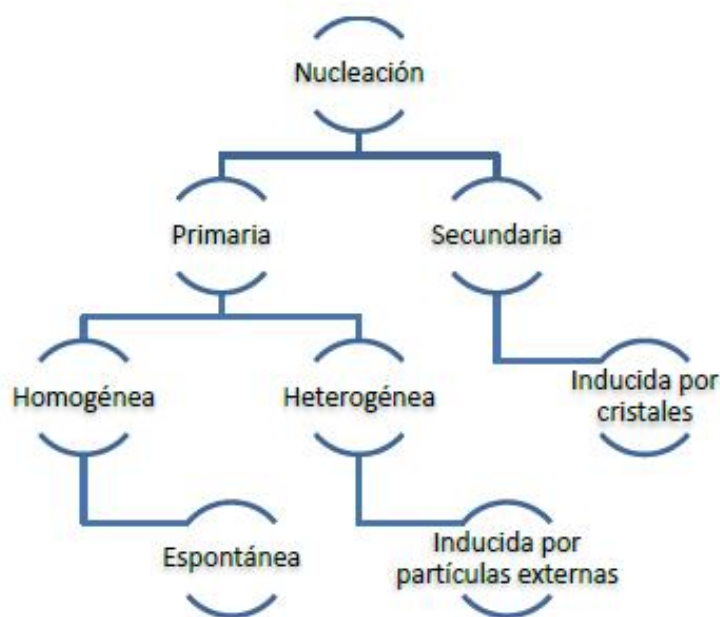 Nucleación
Primaria
Secundaria
Homogénea
Heterogénea
Inducida por
cristales
Espontánea
Inducida por
partículas externas